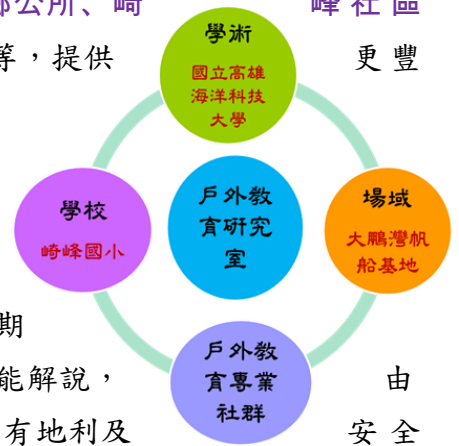 鄉公所、崎 峰社區
等，提供 更豐
學術
國立高雄
海洋科技
大學
學校
崎峰國小
戶外教
育研究
室
場域
大鵬灣帆
船基地
期
能解說， 由
有地利及 安全
戶外教
育專業
社群